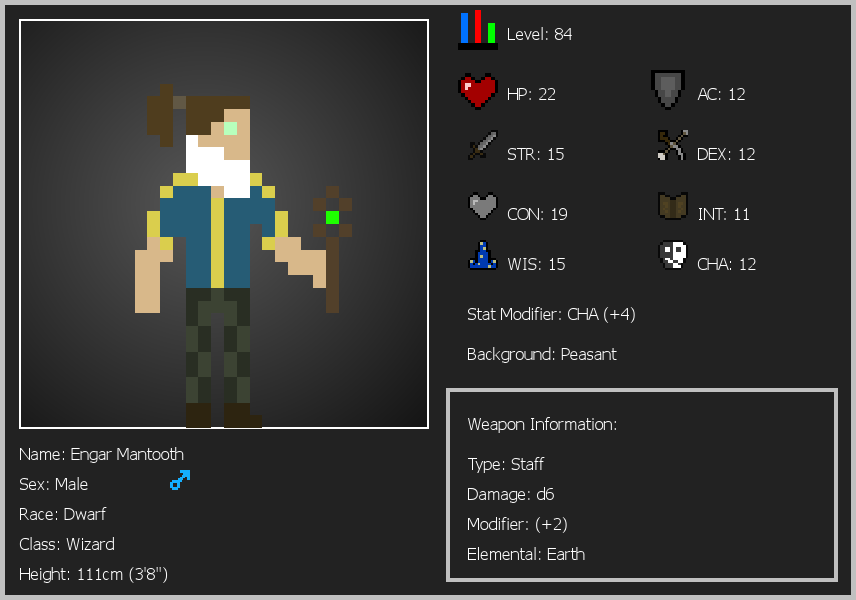 Level: 84
HP: 22
AC: 12
STR: 15
DEX: 12
CON: 19
INT: 11
WIS: 15
CHA: 12
Stat Modifier: CHA (+4)
Background: Peasant
Weapon Information:
Type: Staff
Damage: d6
Modifier: (+2)
Elemental: Earth
Name: Engar Mantooth
Sex: Male
Race: Dwarf
Class: Wizard
Height: 111cm (3'8")